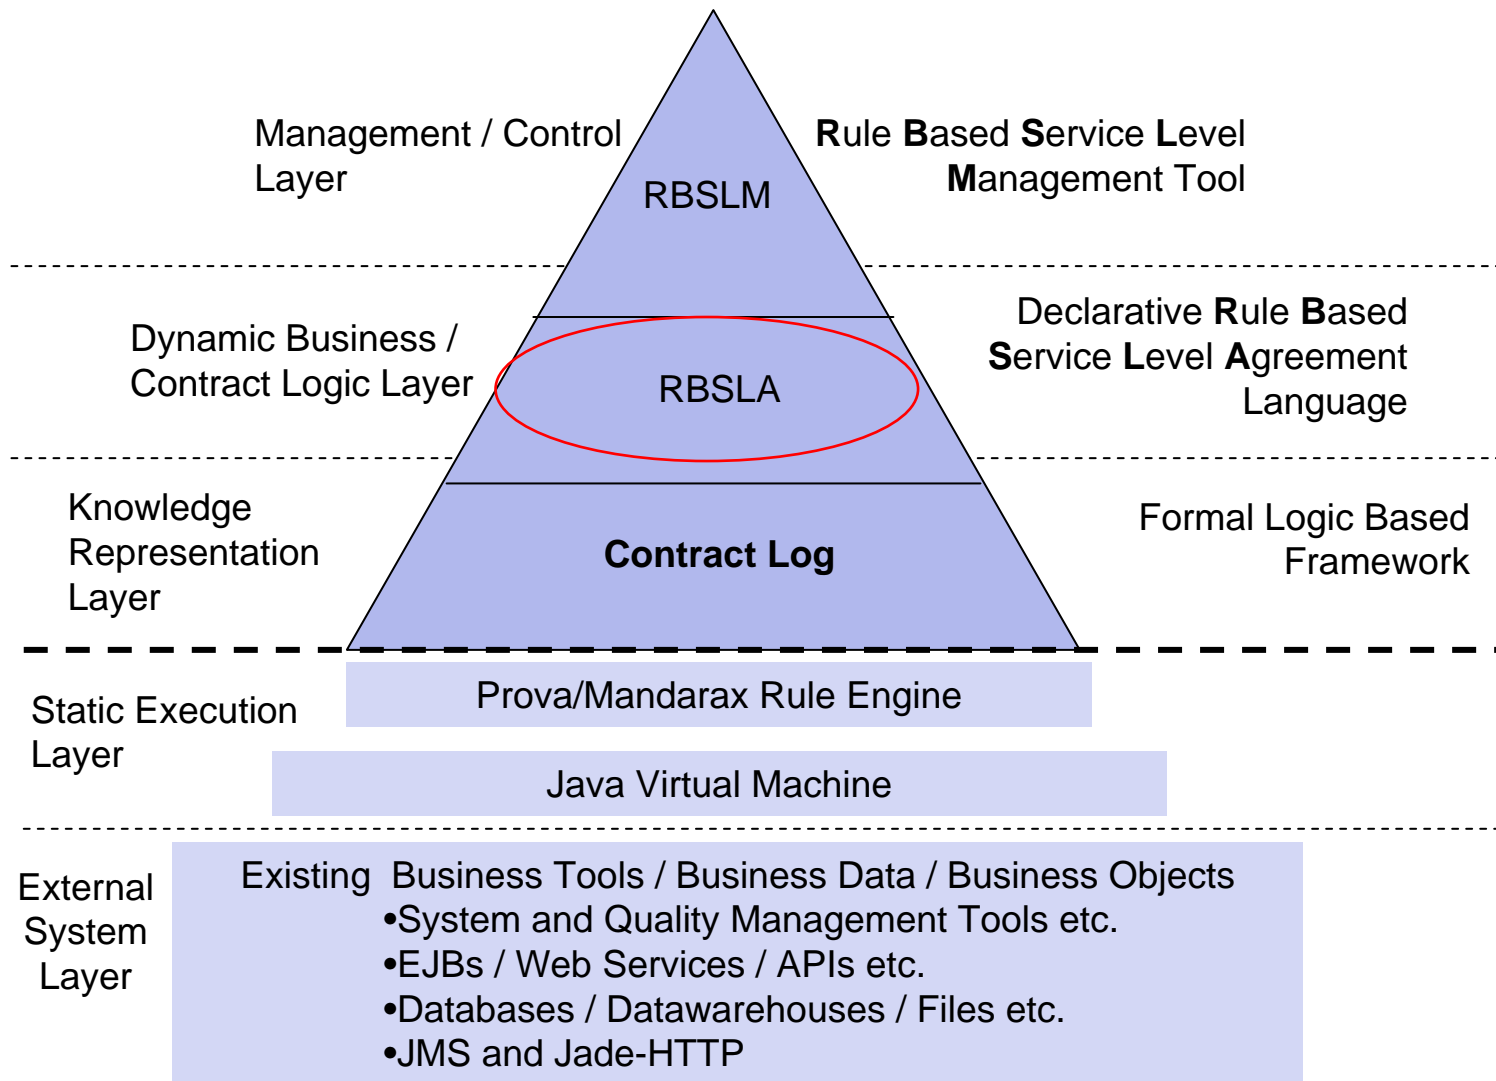 Management / Control
Layer
RBSLM
Rule Based Service Level
Management Tool
Dynamic Business /
Contract Logic Layer
RBSLA
Declarative Rule Based
Service Level Agreement
Language
Knowledge
Representation
Layer
Contract Log
Formal Logic Based
Framework
Static Execution
Layer
Prova/Mandarax Rule Engine
Java Virtual Machine
External
System
Layer
Existing  Business Tools / Business Data / Business Objects
•System and Quality Management Tools etc.
•EJBs / Web Services / APIs etc.
•Databases / Datawarehouses / Files etc.
•JMS and Jade-HTTP